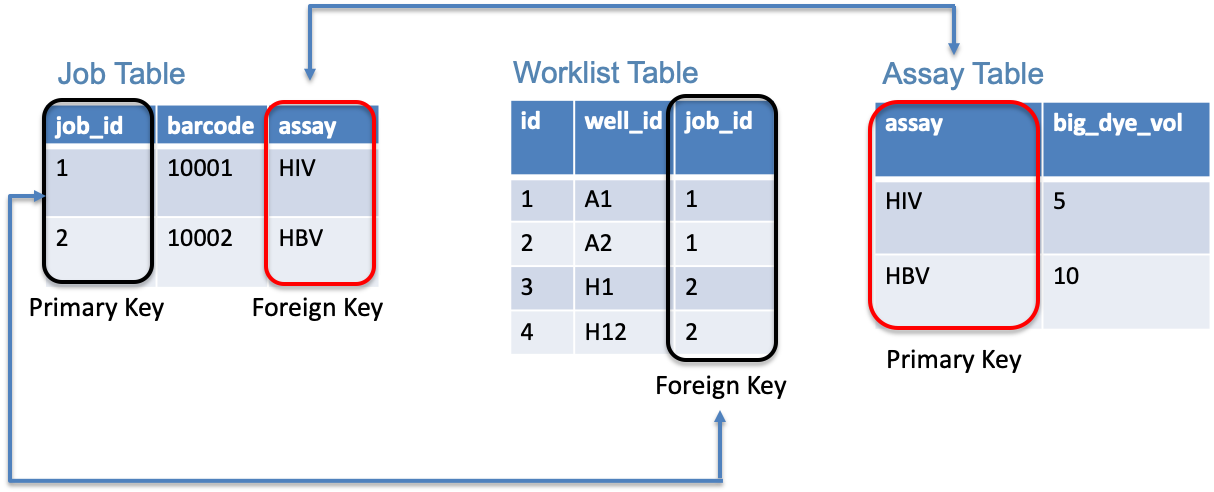 Job Table
job_id barcode assay
1 10001 HIV
2 10002 HBV
Primary Key Foreign Key
Worklist Table
id well_id job_id
1 A1 1
2 A2 1
3 H1 2
4 H12 2
Foreign Key
Assay Table
assay big_dye_vol
HIV 5
HBV 10
Primary Key